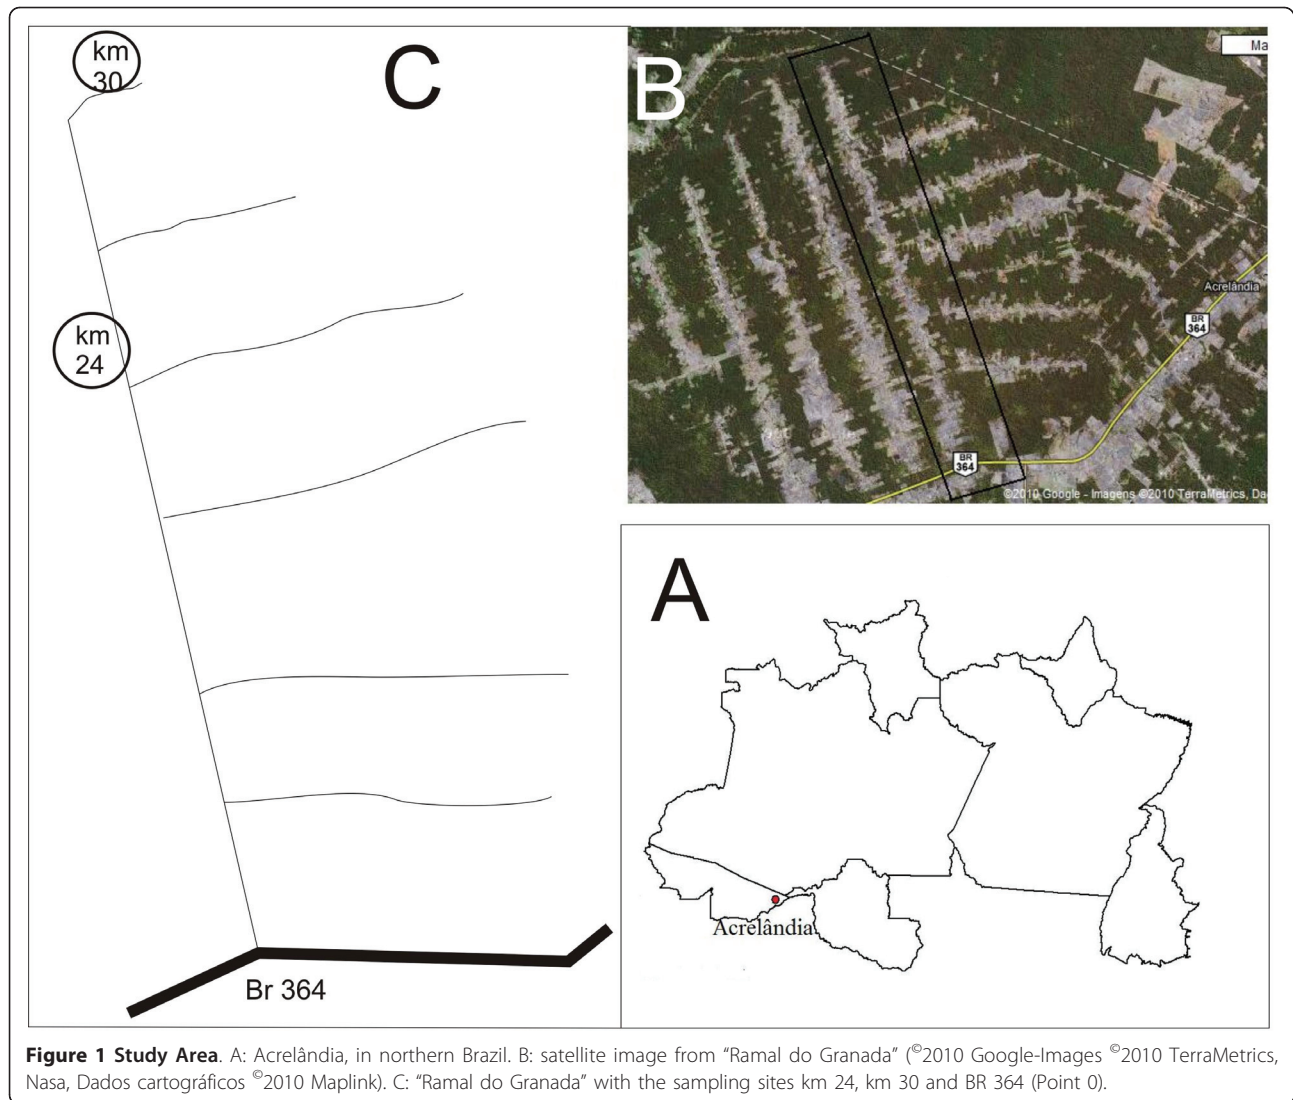 km
30
C
km
24
Br 364
B
Ma
Acrelândia
BR
364
BR
364
©2010 Google - Imagens ©2010 TerraMetrics, Da
A
Acrelândia
Figure 1 Study Area. A: Acrelândia, in northern Brazil. B: satellite image from “Ramal do Granada” (©2010 Google-Images ©2010 TerraMetrics,
Nasa, Dados cartográficos ©2010 Maplink). C: “Ramal do Granada” with the sampling sites km 24, km 30 and BR 364 (Point 0).